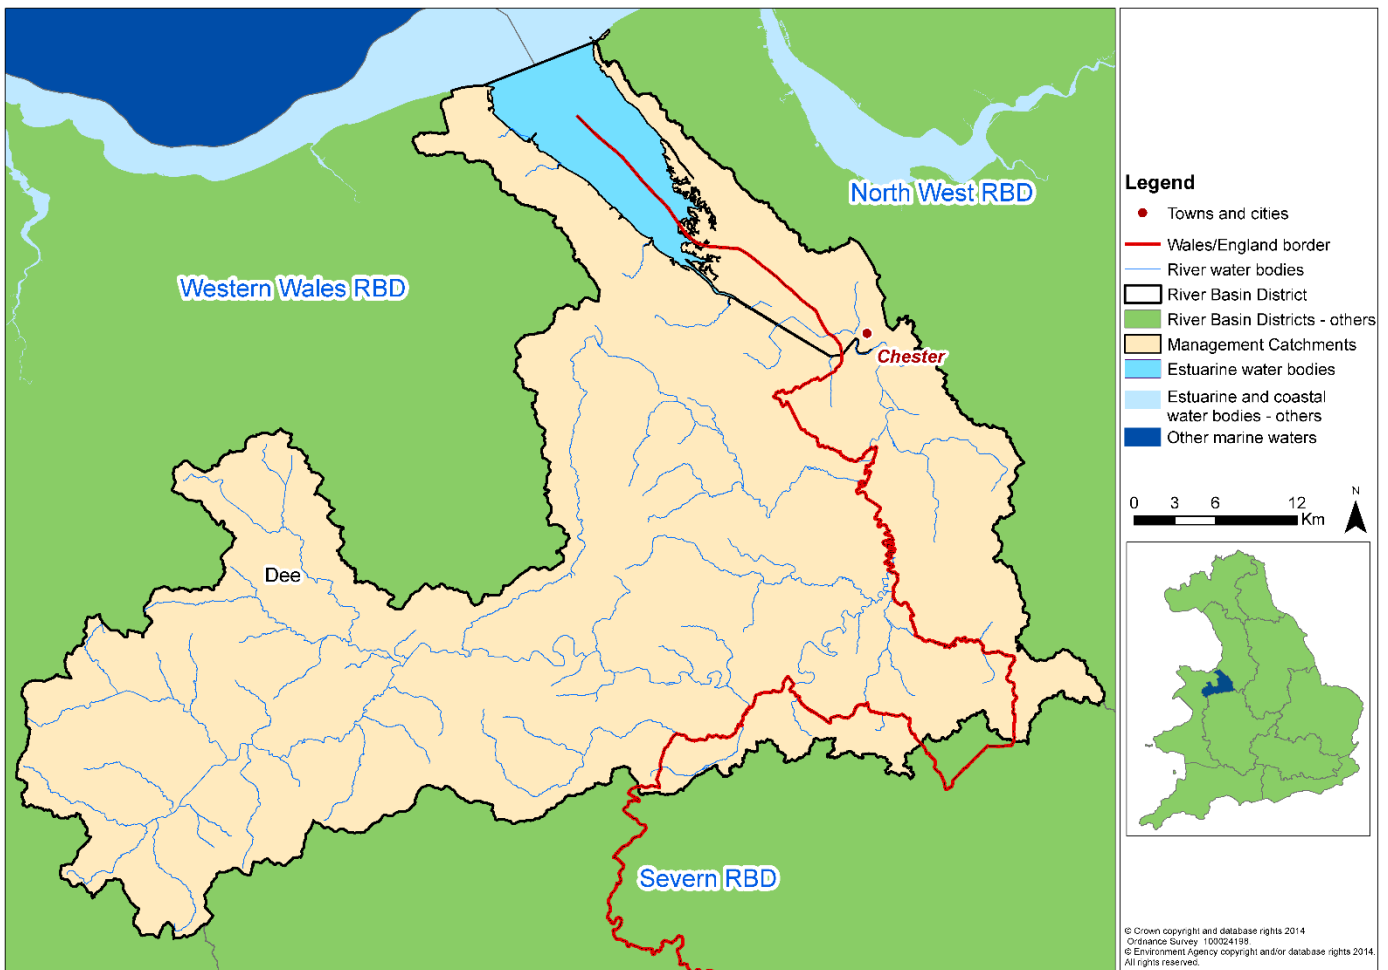 North West RBD
Western Wales RBD
Chester
Dee
Severn RBD
Legend
Towns and cities
Wales/England border
River water bodies
River Basin District
River Basin Districts - others
Management Catchments
Estuarine water bodies
Estuarine and coastal
water bodies - others
Other marine waters
0 3 6 12
Km
N
© Crown copyright and database rights 2014
Ordnance Survey 100024198.
© Environment Agency copyright and/or database rights 2014.
All rights reserved.